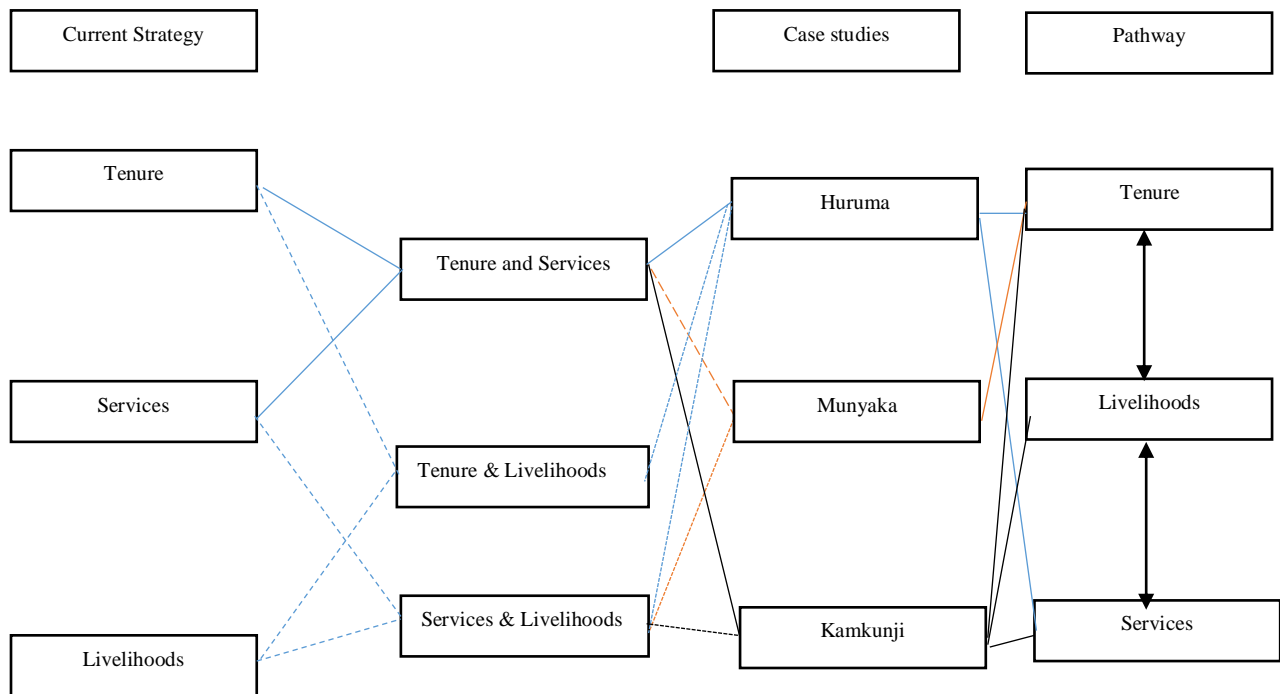 Current Strategy
Case studies
Pathway
Tenure
Huruma
Tenure
Tenure and Services
Services
Munyaka
Livelihoods
Tenure & Livelihoods
Services & Livelihoods
Kamkunji
Services
Livelihoods